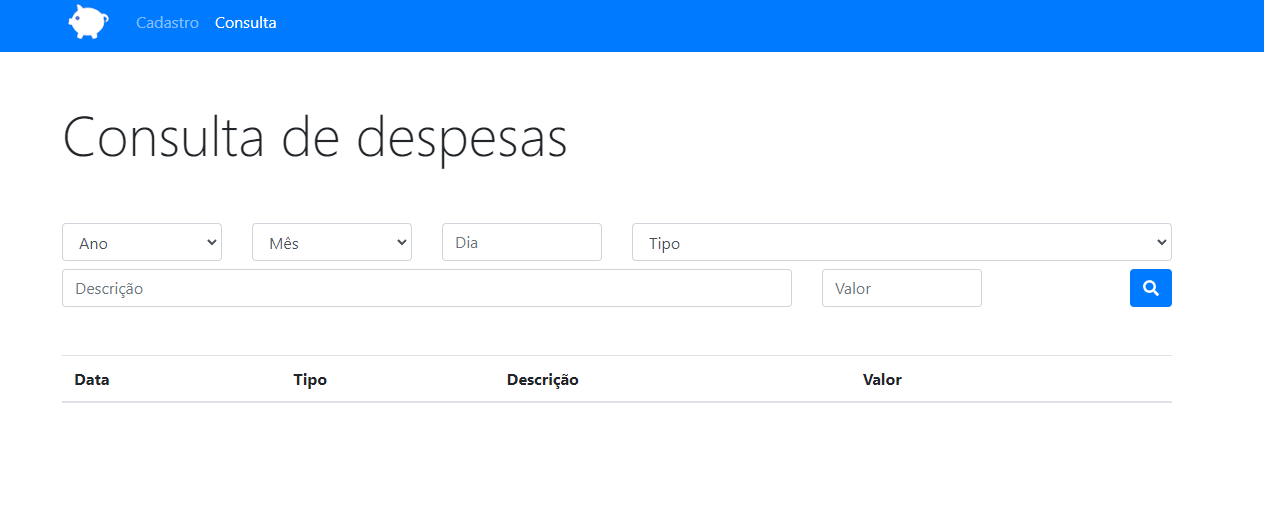 Cadastro Consulta
Consulta de despesas
Ano Mês Dia Tipo
Descrição Valor
Data Tipo Descrição Valor